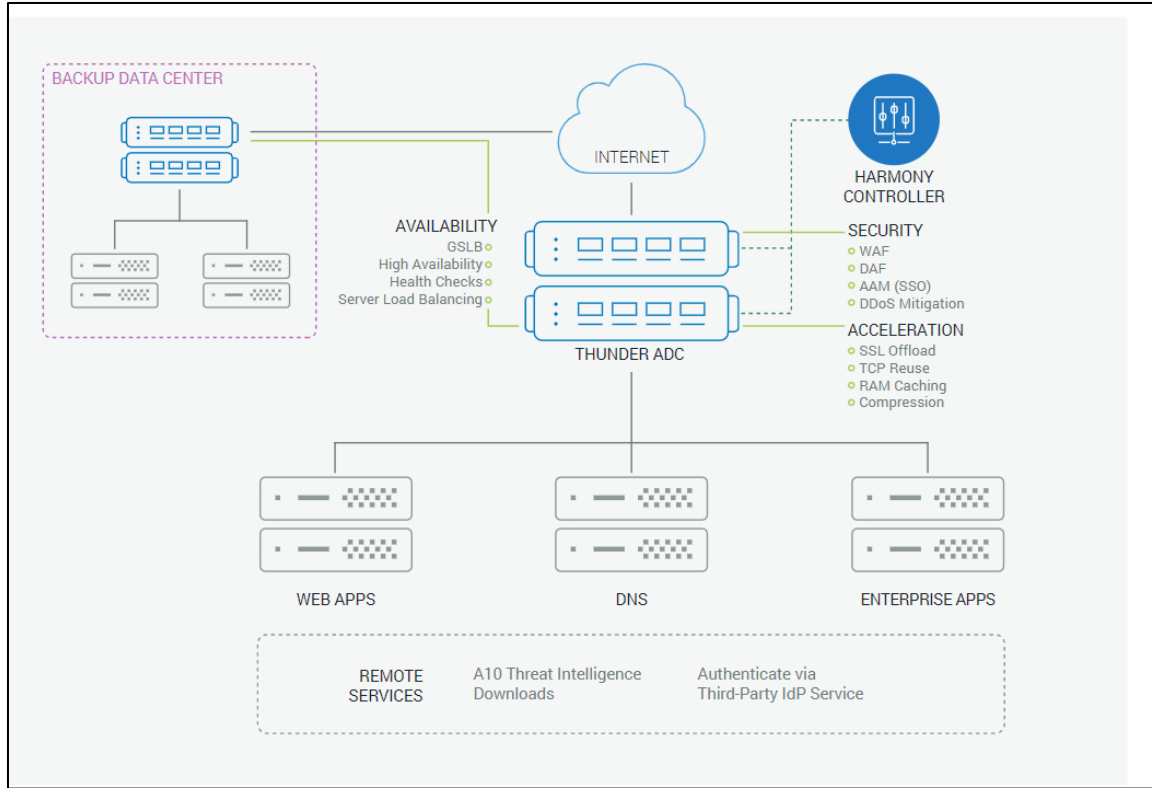 BACKUP DATA CENTER
INTERNET
HARMONY
CONTROLLER
AVAILABILITY
GSLB
High Availability
Health Checks
Server Load Balancing
SECURITY
WAF
DAF
AAM (SSO)
DDoS Mitigation
THUNDER ADC
ACCELERATION
SSL Offload
TCP Reuse
RAM Caching
Compression
WEB APPS
DNS
ENTERPRISE APPS
REMOTE
SERVICES
A10 Threat Intelligence
Downloads
Authenticate via
Third-Party IdP Service